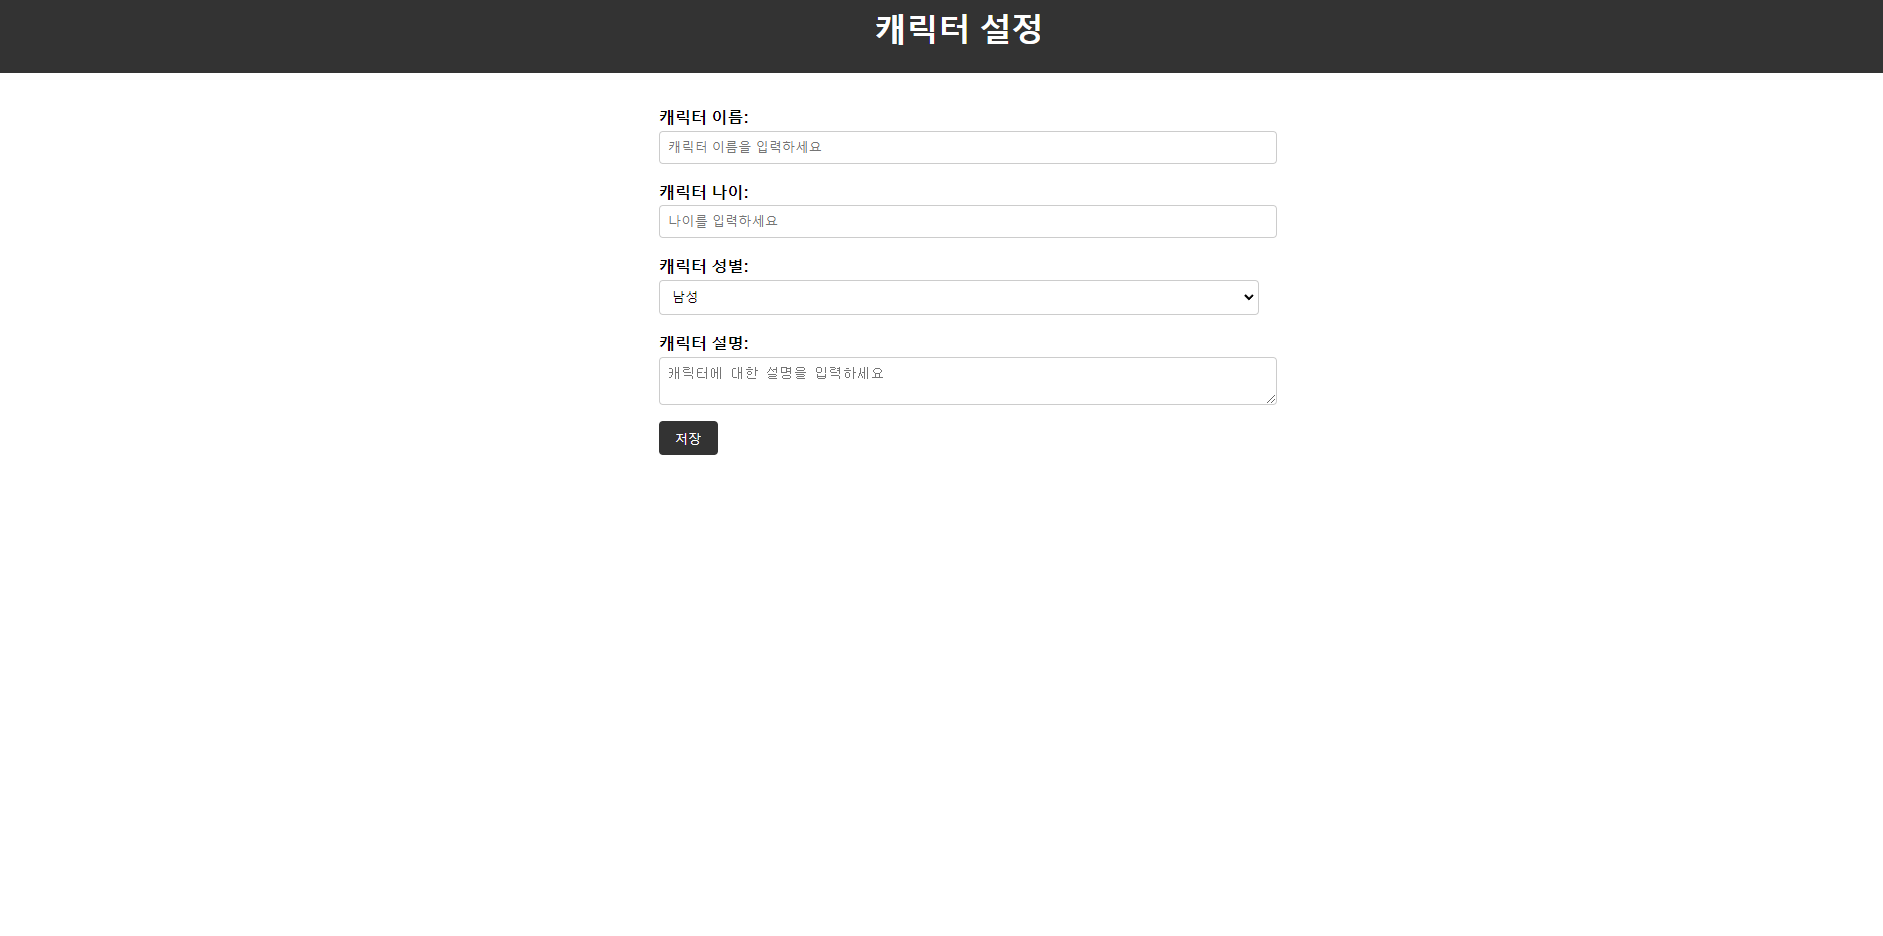 캐릭터 설정
캐릭터 이름:
캐릭터 이름을 입력하세요
캐릭터 나이:
나이를 입력하세요
캐릭터 성별:
남성
캐릭터 설명:
캐릭터에 대한 설명을 입력하세요
저장